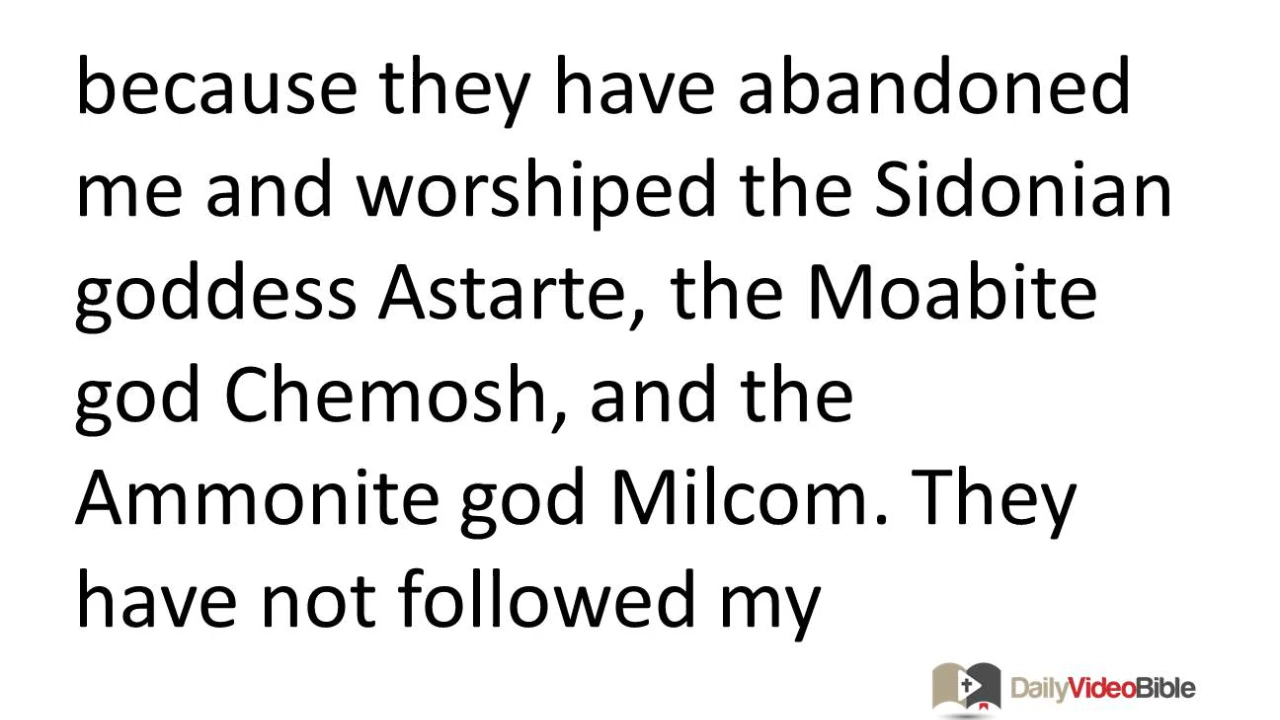 because they have abandoned
me and worshiped the Sidonian
goddess Astarte, the Moabite
god Chemosh, and the
Ammonite god Milcom. They
have not followed my
DailyVideoBible